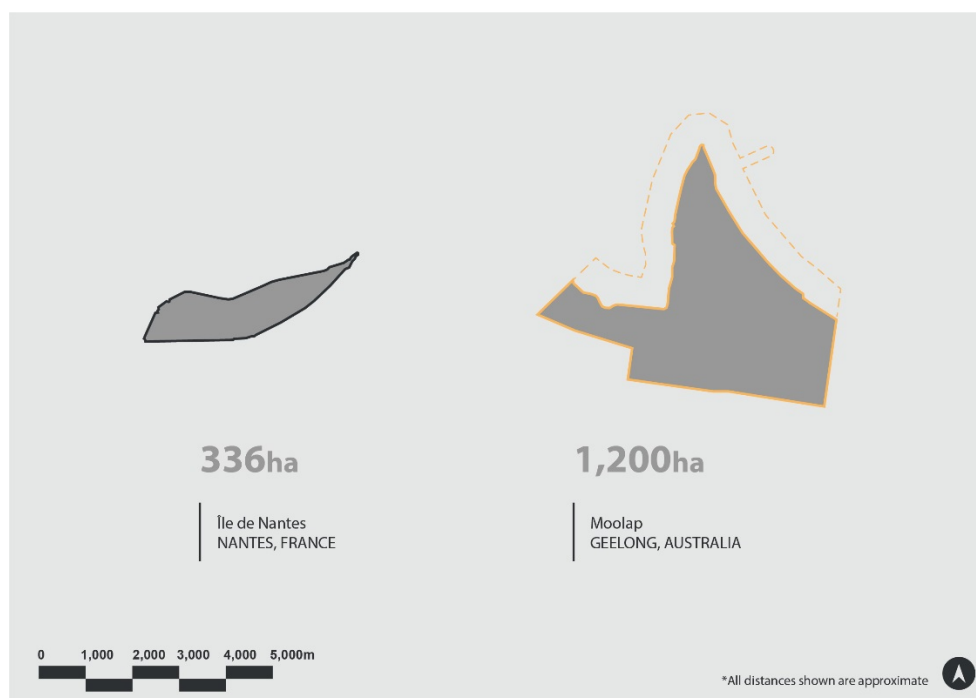 336ha
Île de Nantes
NANTES, FRANCE
1,200ha
Moolap
GEELONG, AUSTRALIA
0 1,000 2,000 3,000 4,000 5,000m
*All distances shown are approximate